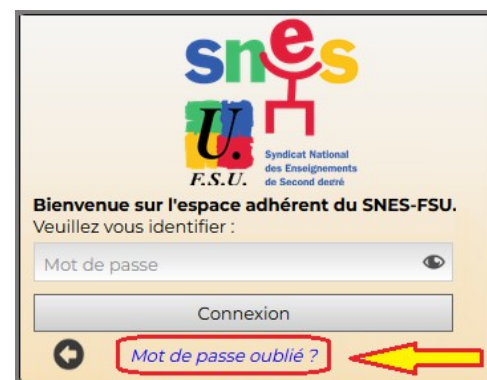 snes
U.
F.S.U.
Syndicat National
des Enseignements
de Second degré
Bienvenue sur l'espace adhérent du SNES-FSU.
Veuillez vous identifier :
Mot de passe
Connexion
Mot de passe oublié ?